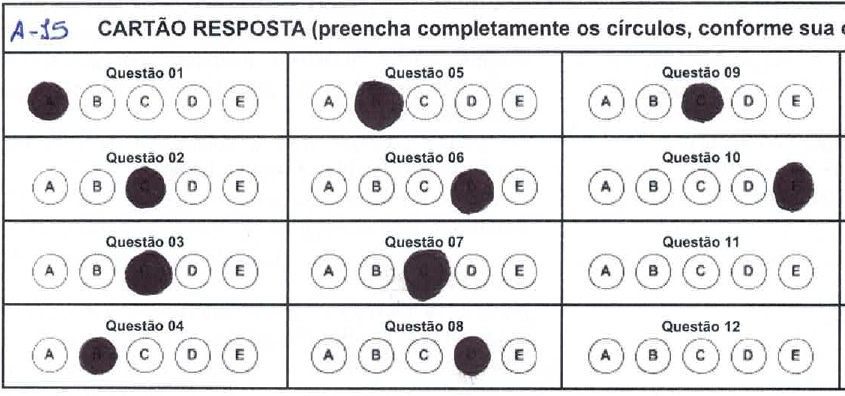 A-15 CARTÃO RESPOSTA (preencha completamente os círculos, conforme sua
Questão 01
A B C D E
Questão 05
A B C D E
Questão 09
A B C D E
Questão 02
A B C D E
Questão 06
A B C D E
Questão 10
A B C D E
Questão 03
A B C D E
Questão 07
A B C D E
Questão 11
A B C D E
Questão 04
A B C D E
Questão 08
A B C D E
Questão 12
A B C D E